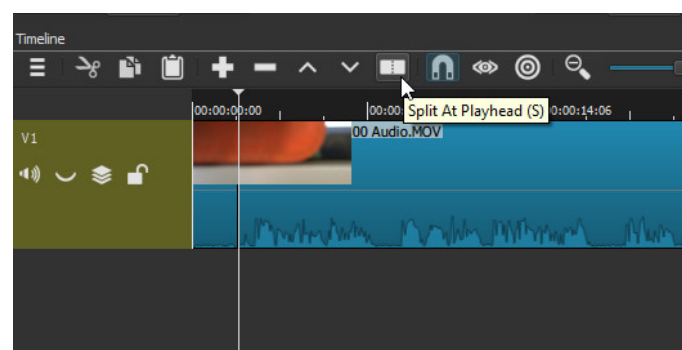 Timeline
00:00:00:00
00:00:
Split At Playhead (S)
0:00:14:06
V1
00 Audio.MOV